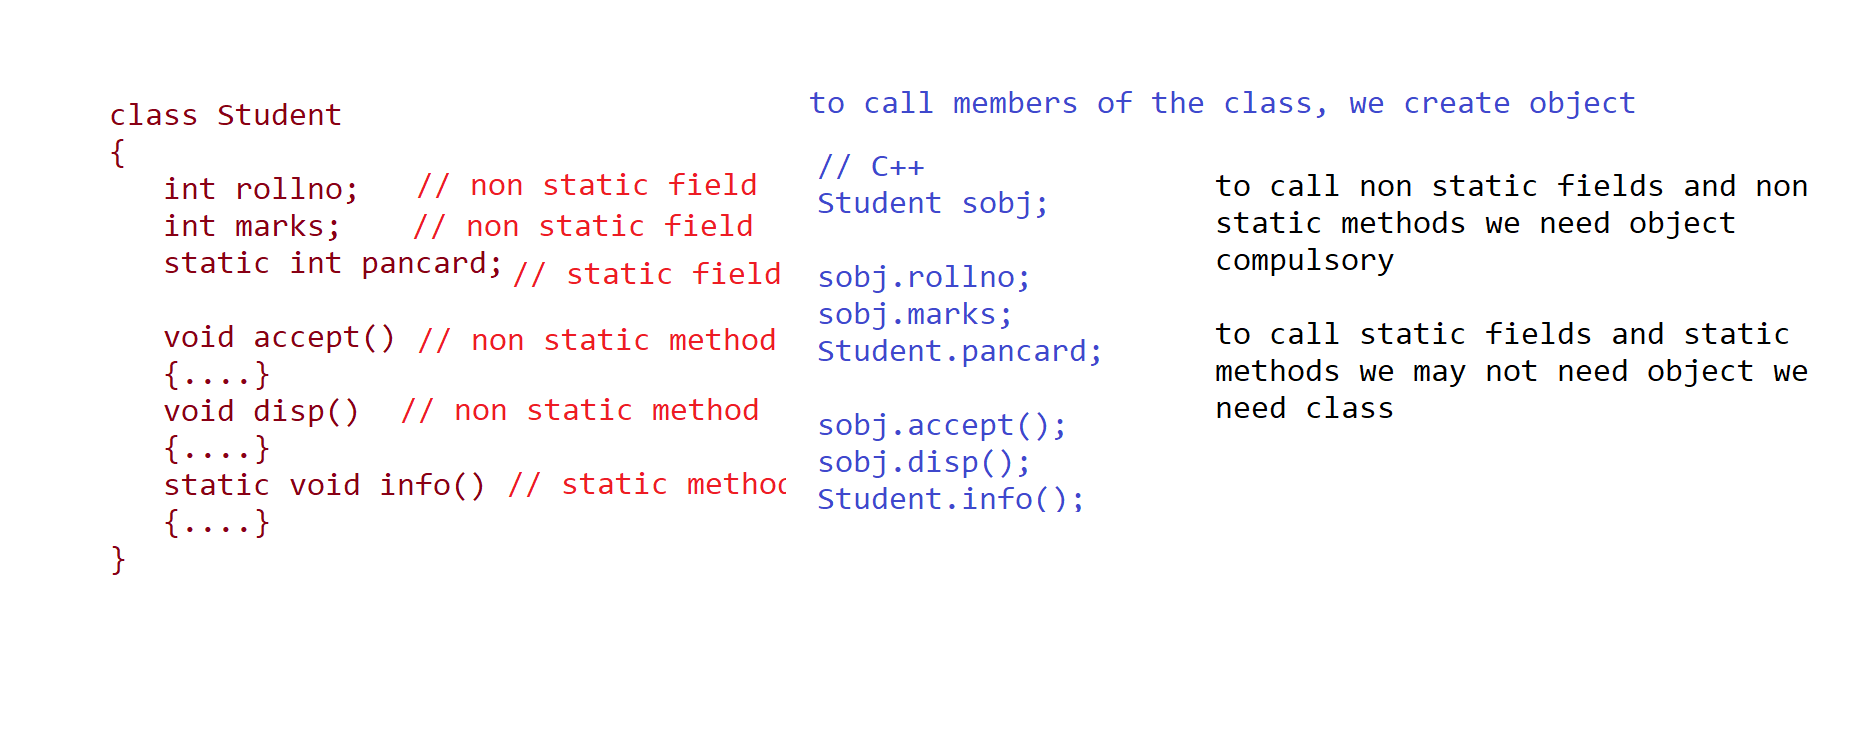 class Student
{
int rollno; // non static field
int marks; // non static field
static int pancard; // static field
void accept() // non static method
{....}
void disp() // non static method
{....}
static void info() // static method
{....}
}
to call members of the class, we create object
// C++
Student sobj;
sobj.rollno;
sobj.marks;
Student.pancard;
sobj.accept();
sobj.disp();
Student.info();
to call non static fields and non
static methods we need object
compulsory
to call static fields and static
methods we may not need object we
need class